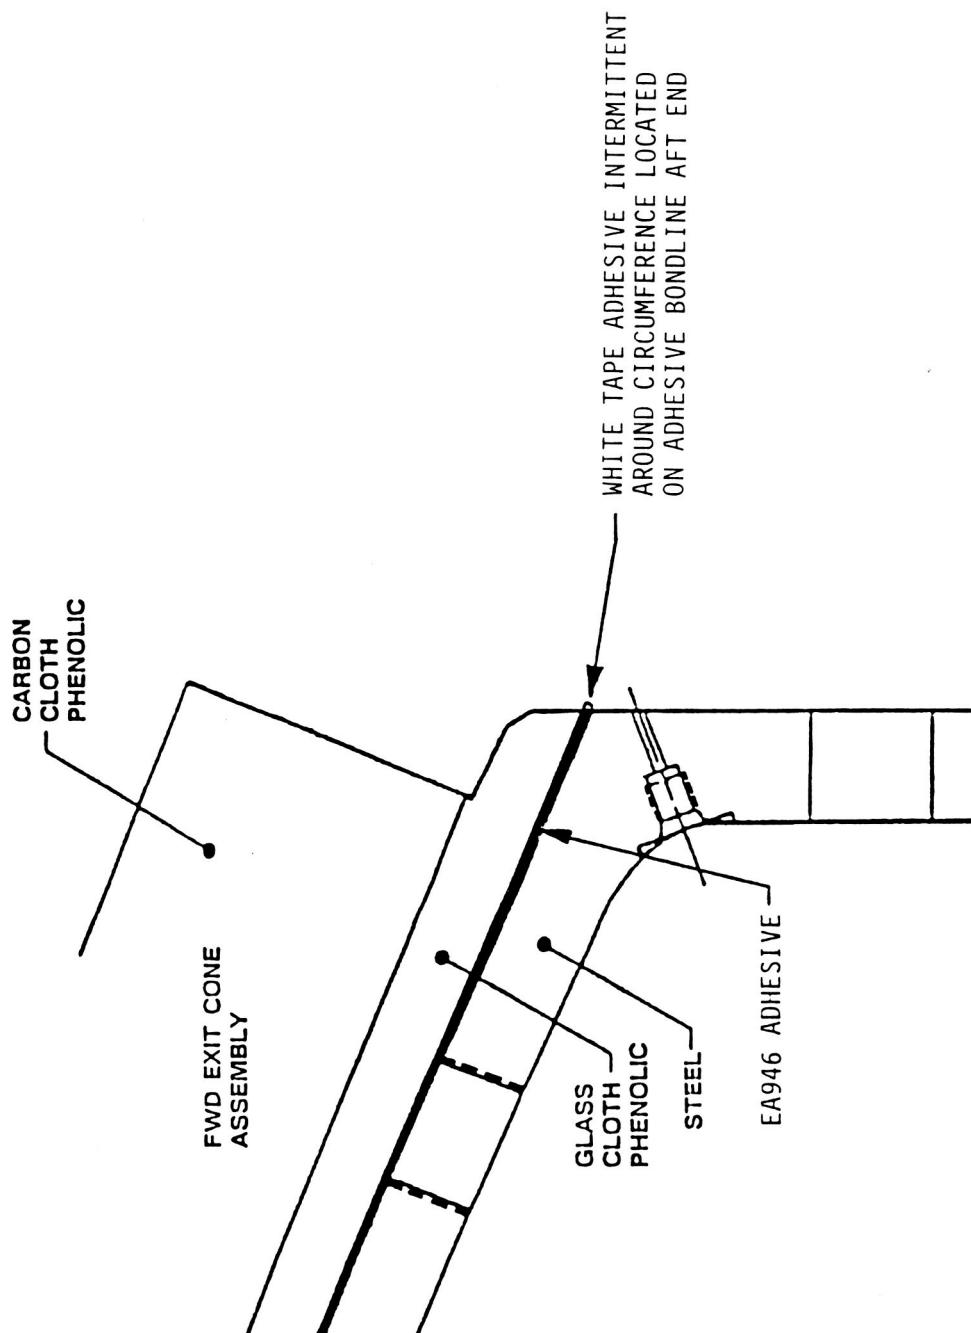 CARBON
CLOTH
PHENOLIC
FWD EXIT CONE
ASSEMBLY
GLASS
CLOTH
PHENOLIC
STEEL
EA946 ADHESIVE
WHITE TAPE ADHESIVE INTERMITTENT
AROUND CIRCUMFERENCE LOCATED
ON ADHESIVE BONDLINE AFT END